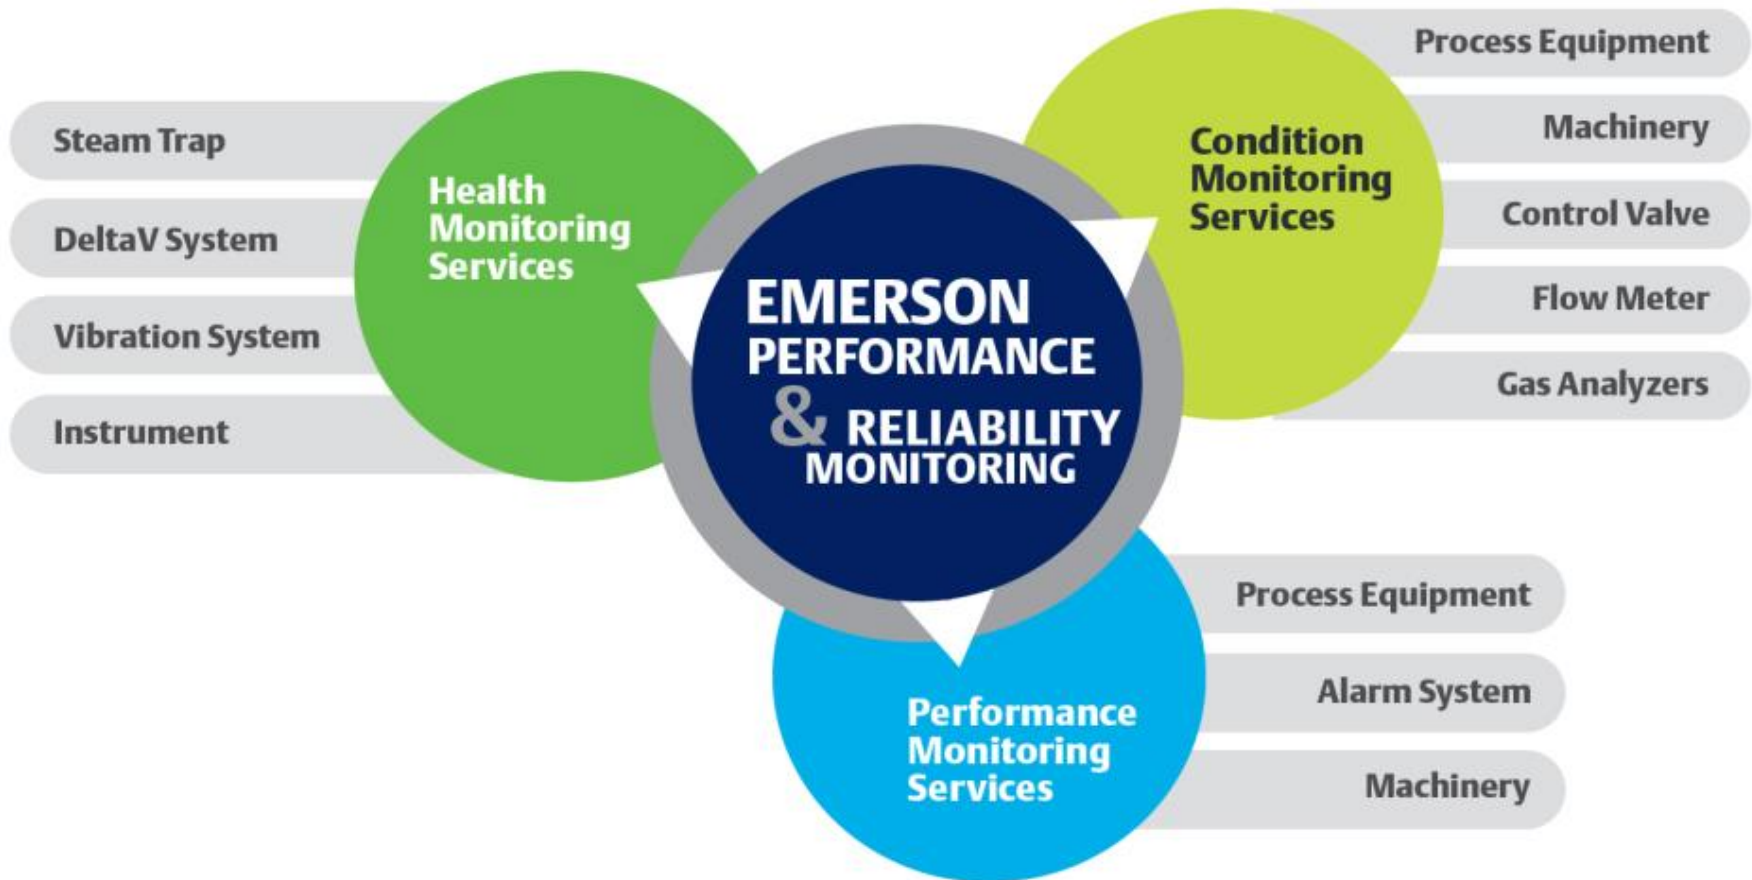 Steam Trap
DeltaV System
Vibration System
Instrument
Health
Monitoring
Services
EMERSON
PERFORMANCE
& RELIABILITY
MONITORING
Condition
Monitoring
Services
Process Equipment
Machinery
Control Valve
Flow Meter
Gas Analyzers
Performance
Monitoring
Services
Process Equipment
Alarm System
Machinery